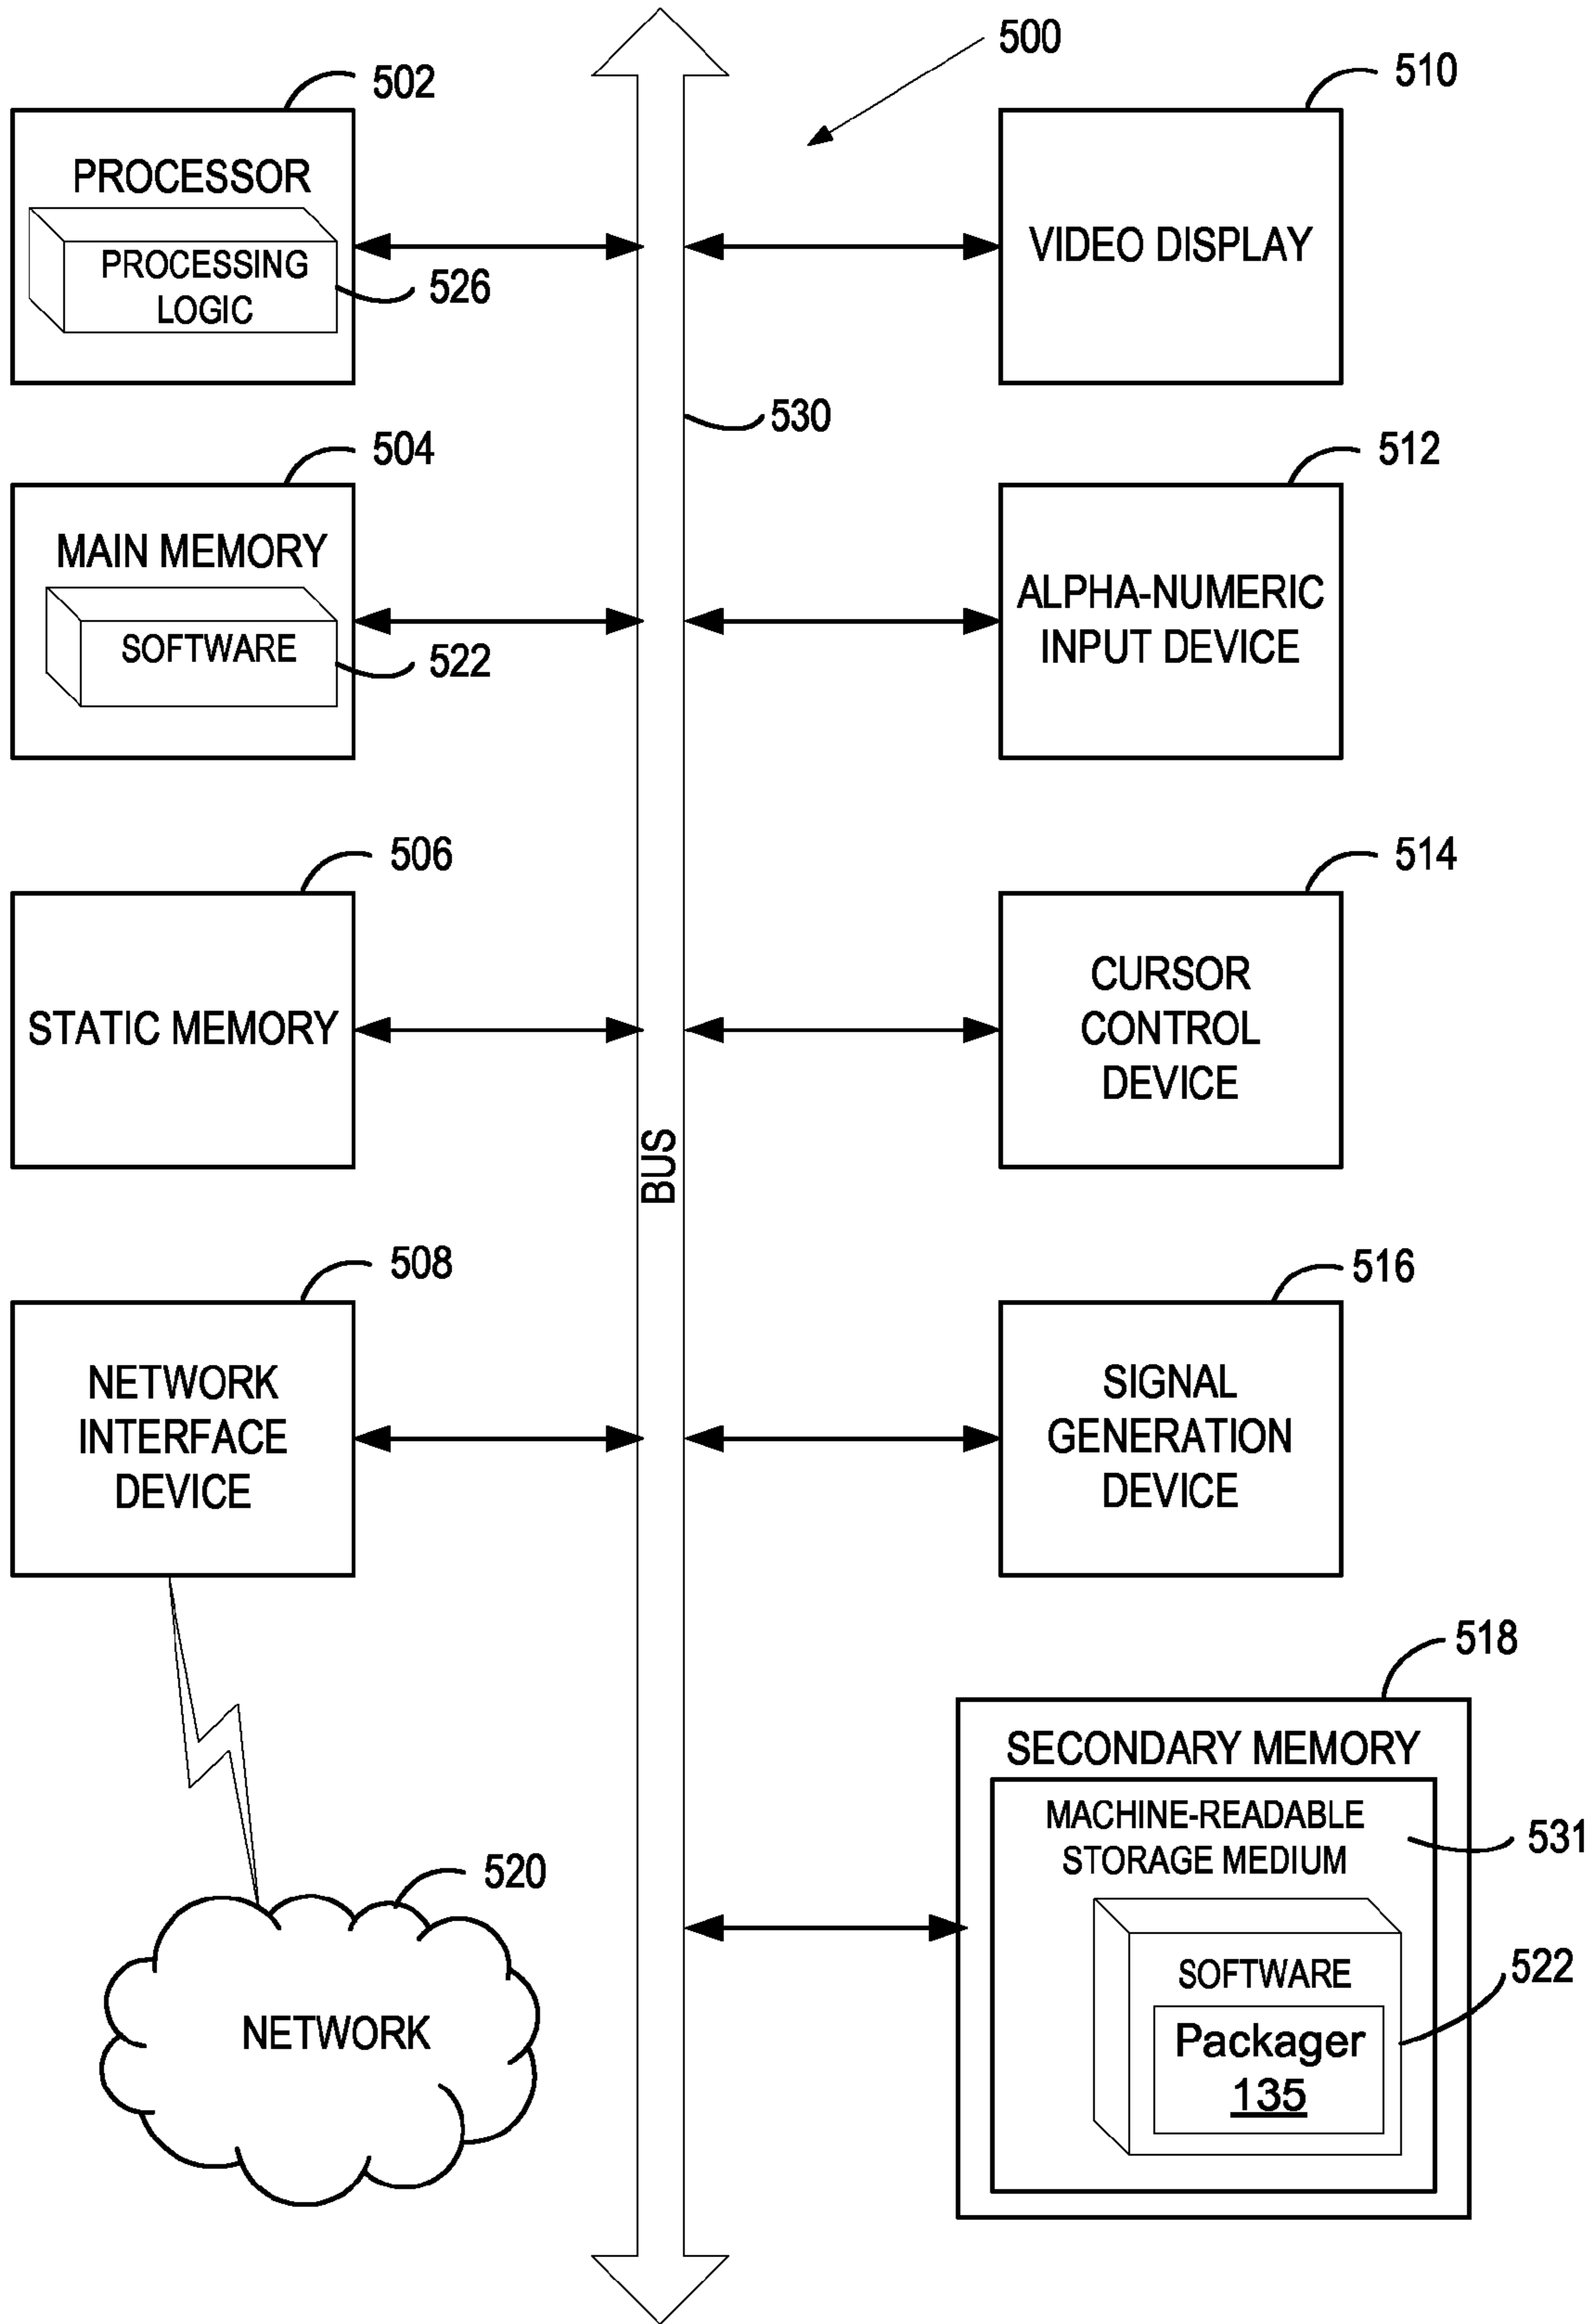 500
502
PROCESSOR
PROCESSING
LOGIC
526
510
VIDEO DISPLAY
530
504
MAIN MEMORY
SOFTWARE
522
512
ALPHA-NUMERIC
INPUT DEVICE
506
STATIC MEMORY
514
CURSOR
CONTROL
DEVICE
BUS
508
NETWORK
INTERFACE
DEVICE
516
SIGNAL
GENERATION
DEVICE
520
NETWORK
518
SECONDARY MEMORY
MACHINE-READABLE
STORAGE MEDIUM
531
SOFTWARE
522
Packager
135